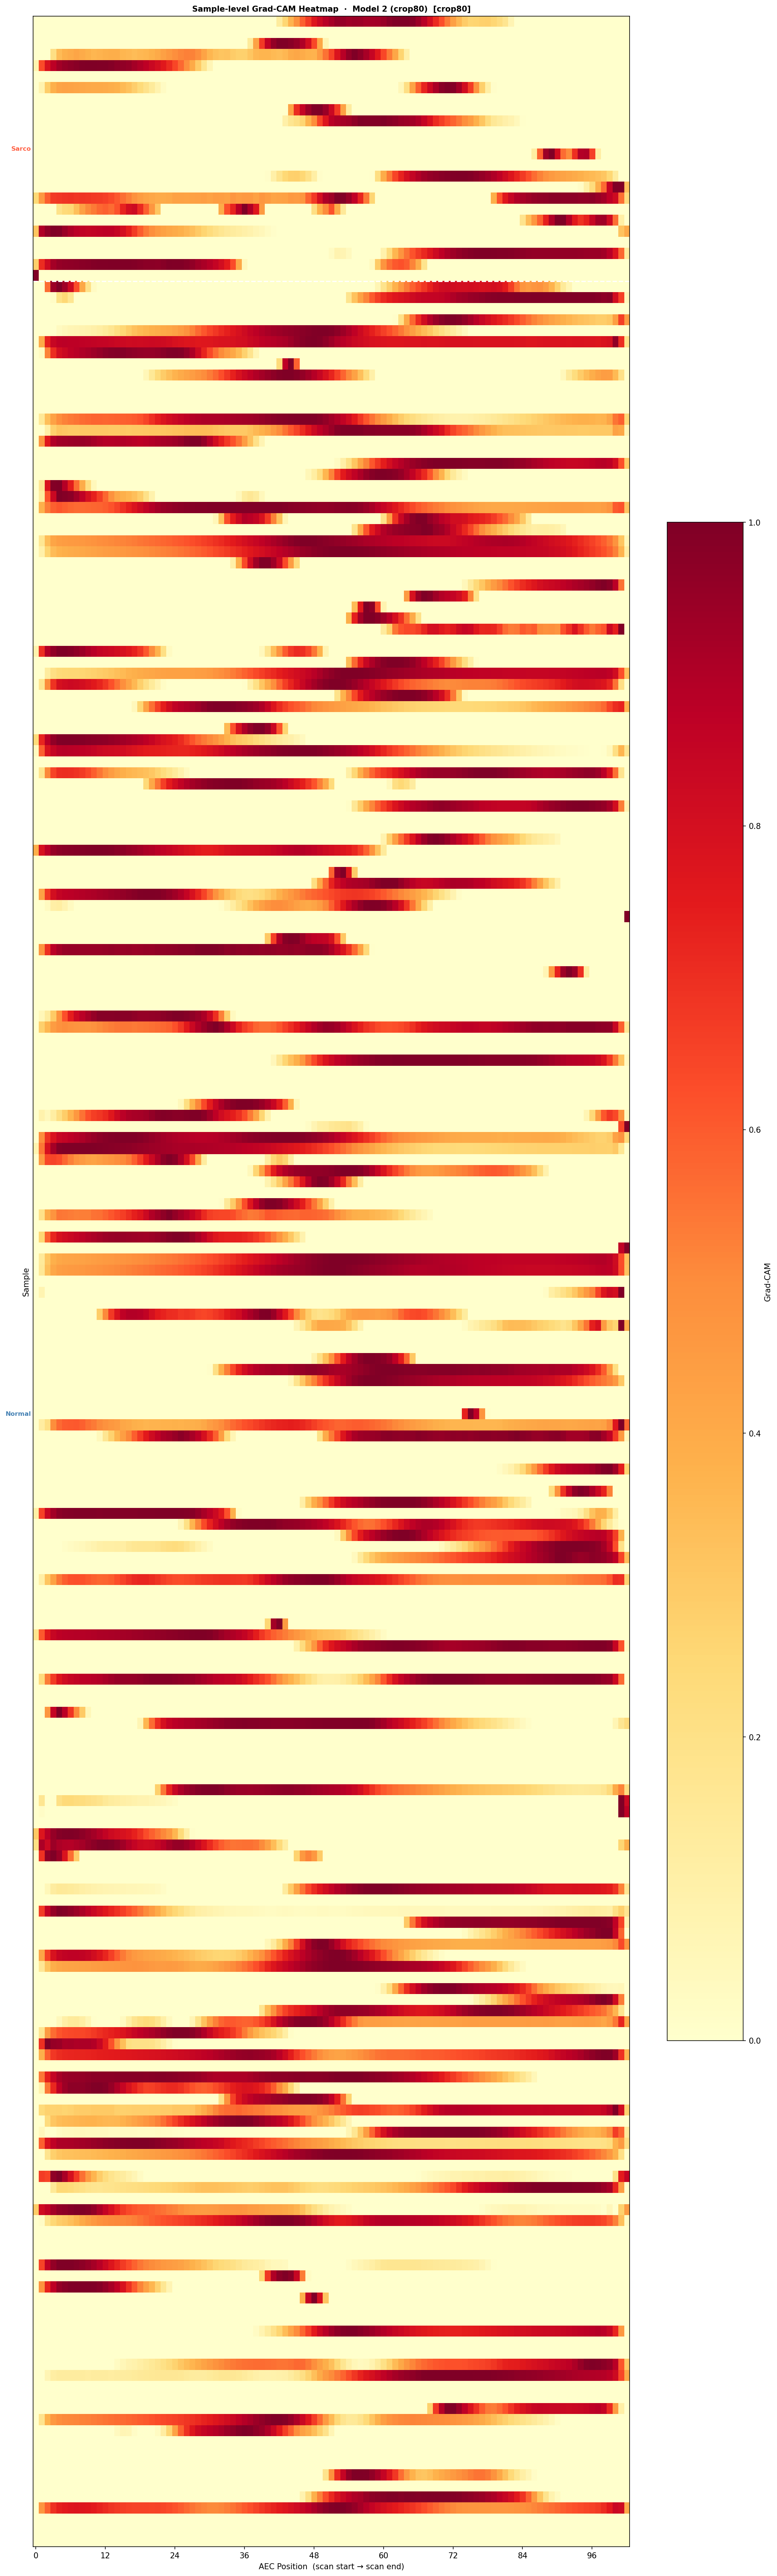 Sample-level Grad-CAM Heatmap · Model 2 (crop80) [crop80]
Sarco
Normal
Sample
0 12 24 36 48 60 72 84 96
AEC Position (scan start → scan end)
1.0
0.8
0.6
0.4
0.2
0.0
Grad-CAM